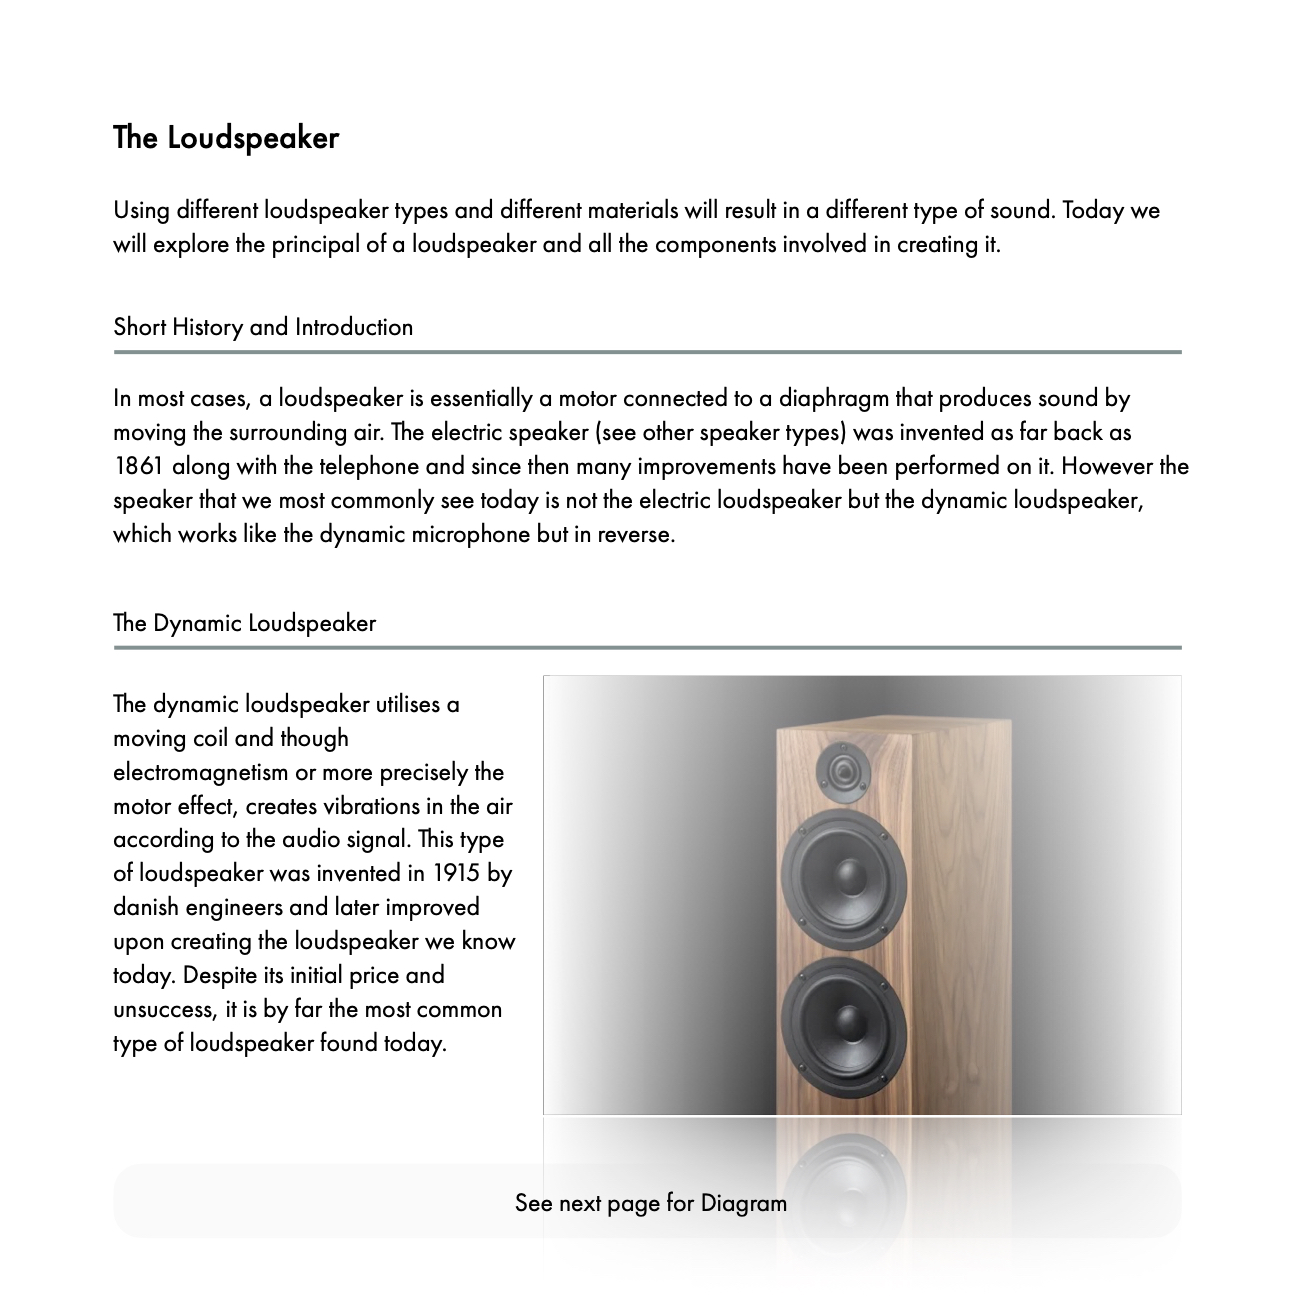 The Loudspeaker
Using different loudspeaker types and different materials will result in a different type of sound. Today we
will explore the principal of a loudspeaker and all the components involved in creating it.
Short History and Introduction
In most cases, a loudspeaker is essentially a motor connected to a diaphragm that produces sound by
moving the surrounding air. The electric speaker (see other speaker types) was invented as far back as
1861 along with the telephone and since then many improvements have been performed on it. However the
speaker that we most commonly see today is not the electric loudspeaker but the dynamic loudspeaker,
which works like the dynamic microphone but in reverse.
The Dynamic Loudspeaker
The dynamic loudspeaker utilises a
moving coil and though
electromagnetism or more precisely the
motor effect, creates vibrations in the air
according to the audio signal. This type
of loudspeaker was invented in 1915 by
danish engineers and later improved
upon creating the loudspeaker we know
today. Despite its initial price and
unsuccess, it is by far the most common
type of loudspeaker found today.
See next page for Diagram